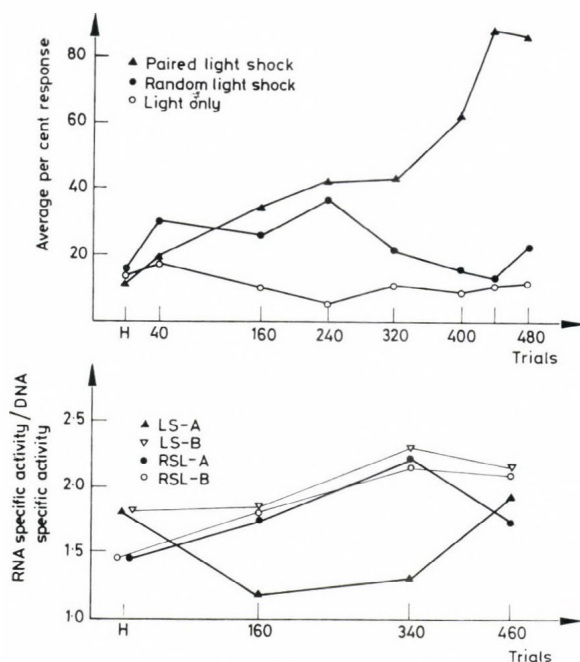 80
60
40
20
Average per cent response
▲ Paired light shock
● Random light shock
○ Light only
H 40 160 240 320 400 480
Trials
2·5
2·0
1·5
1·0
RNA specific activity/DNA
specific activity
▲ LS-A
▽ LS-B
● RSL-A
○ RSL-B
H 160 340 460
Trials